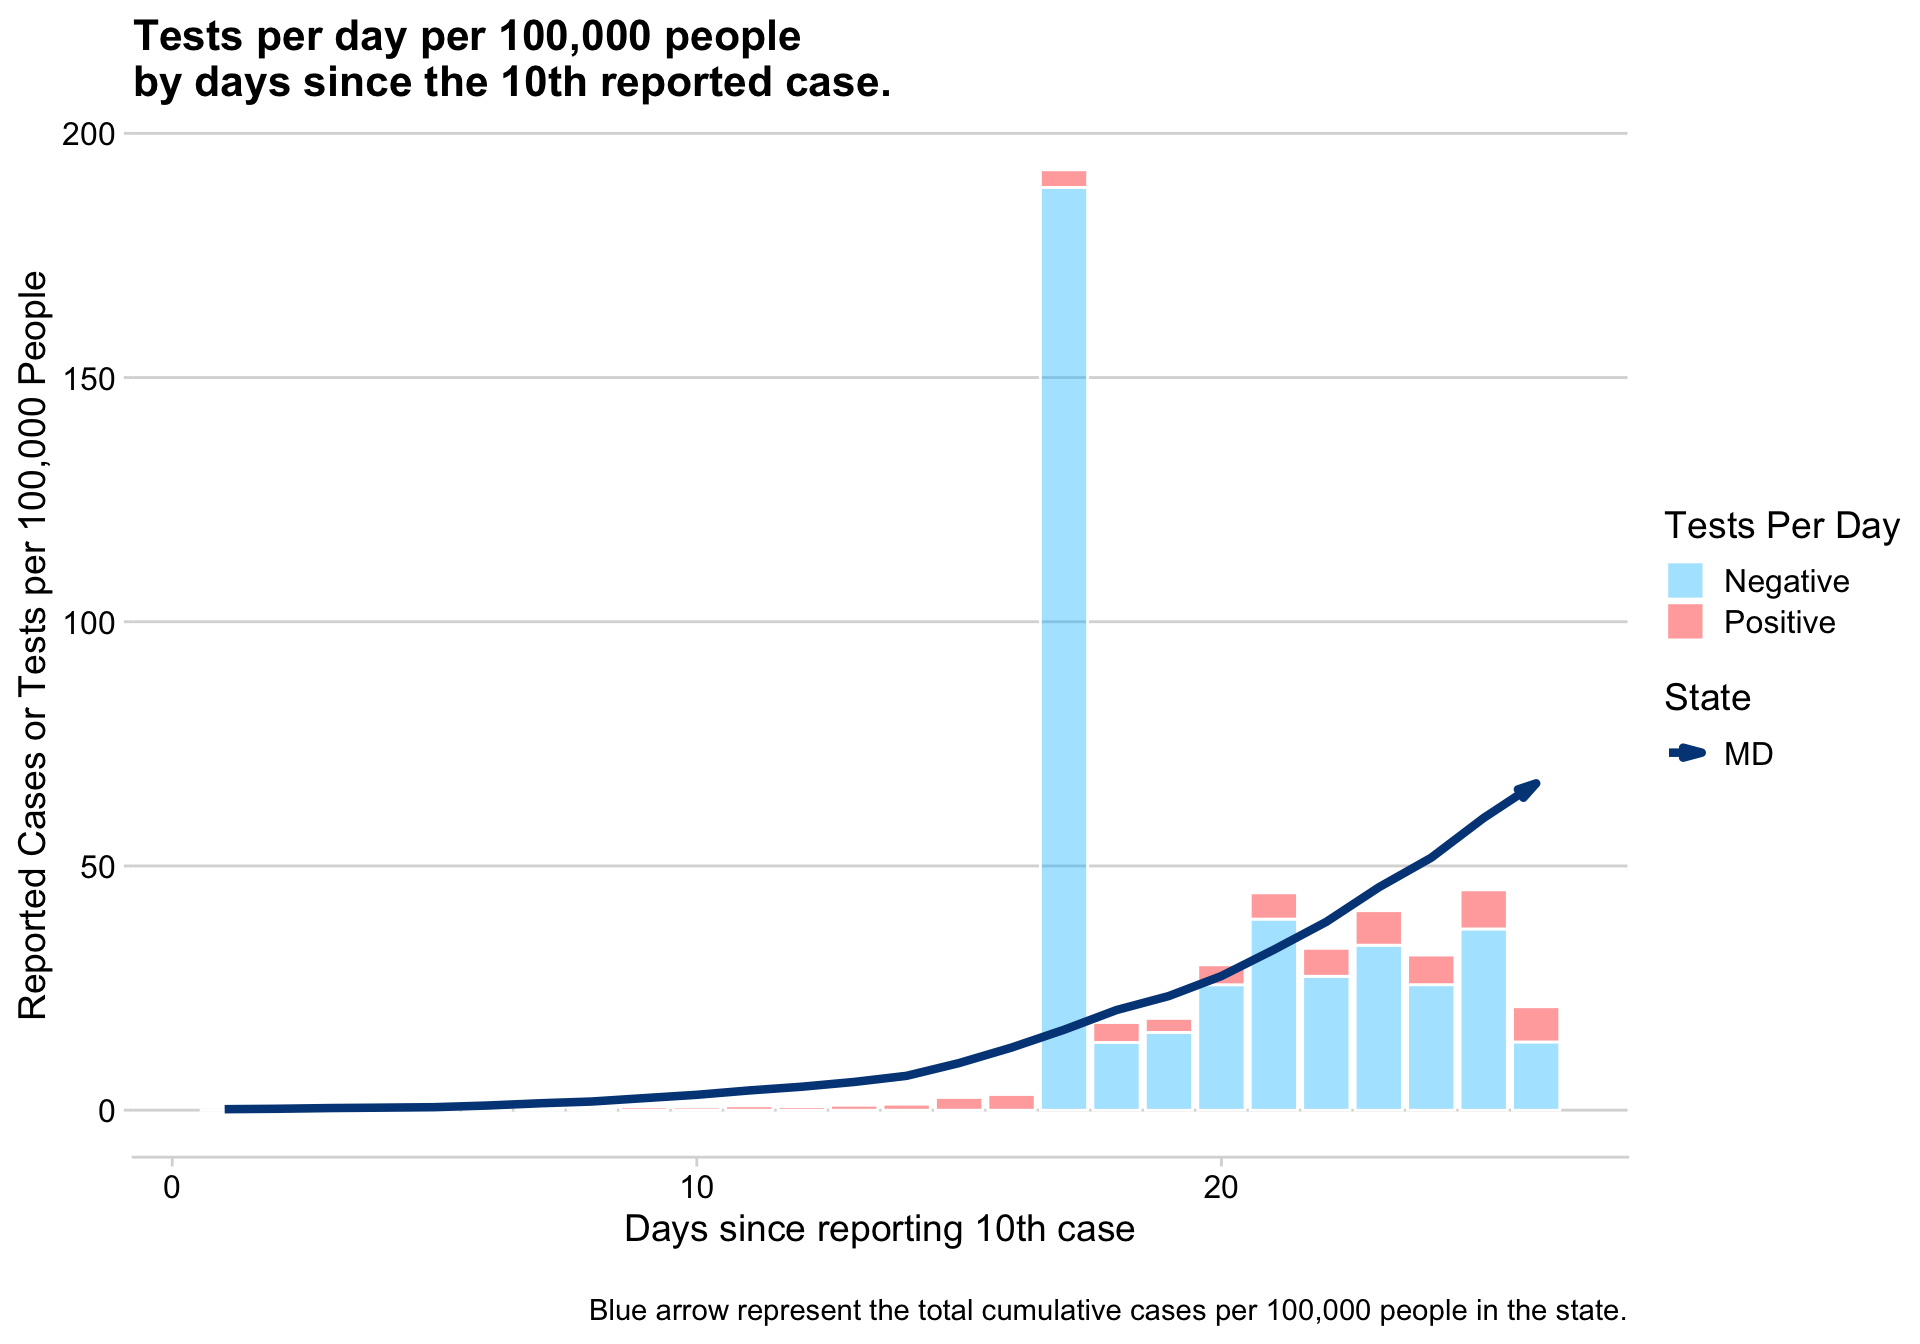 Tests per day per 100,000 people
by days since the 10th reported case.
Reported Cases or Tests per 100,000 People
200
150
100
50
0
0
10
20
Days since reporting 10th case
Tests Per Day
Negative
Positive
State
MD
Blue arrow represent the total cumulative cases per 100,000 people in the state.